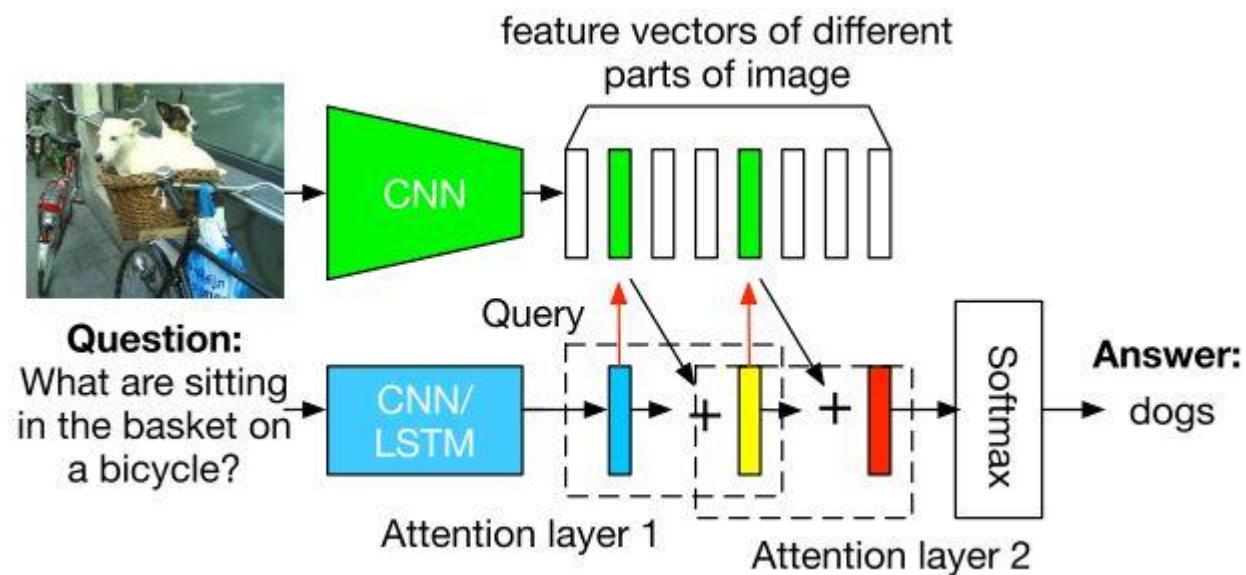 feature vectors of different
parts of image
CNN
Query
Question:
What are sitting
in the basket on
a bicycle?
CNN/
LSTM
+
+
Softmax
Answer:
dogs
Attention layer 1
Attention layer 2